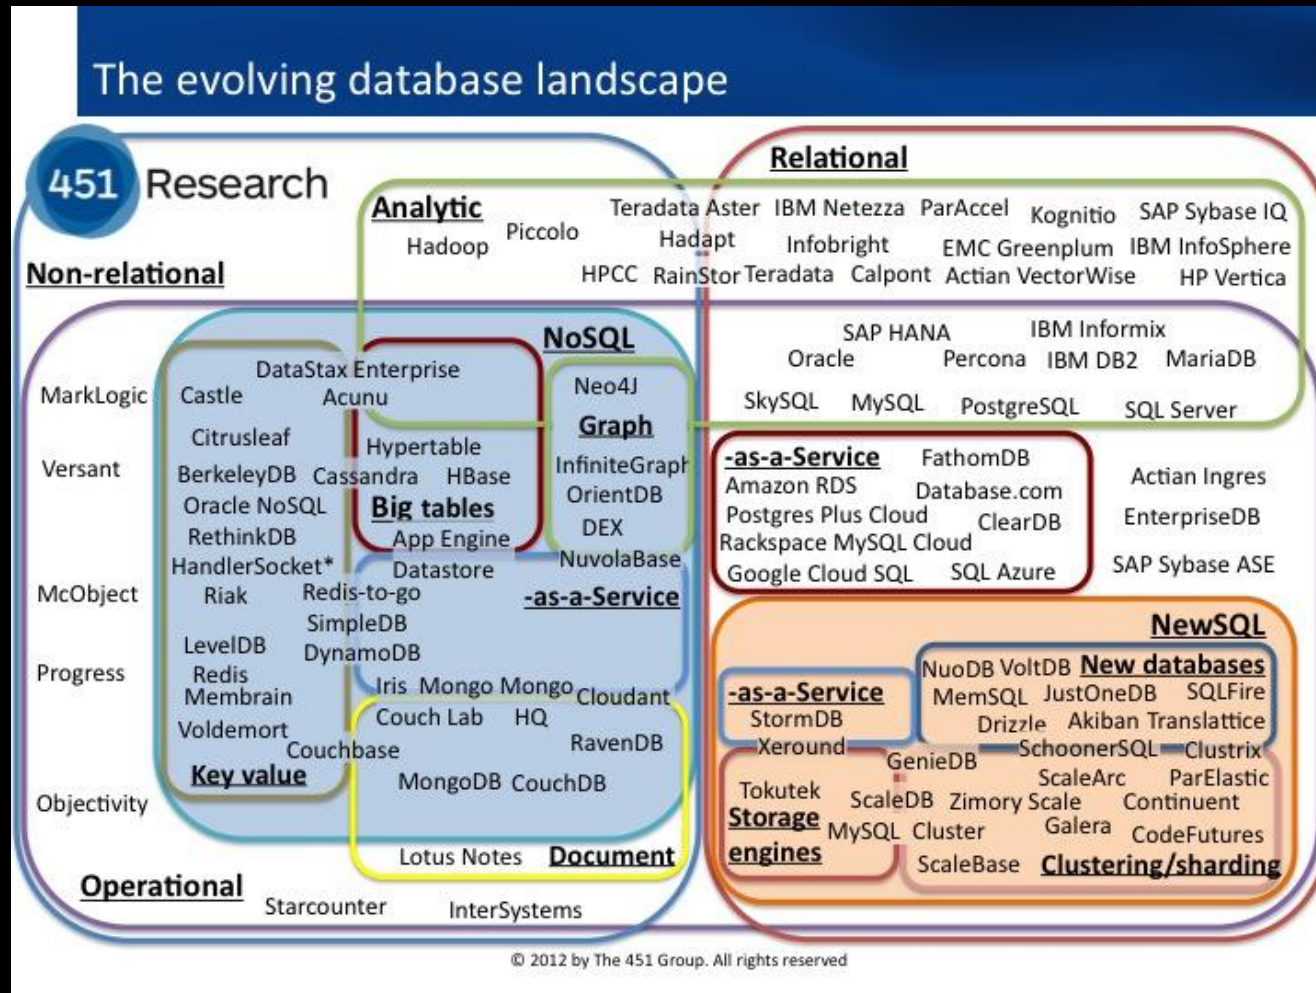 The evolving database landscape
451 Research
Relational
Analytic
Teradata Aster IBM Netezza ParAccel Kognitio SAP Sybase IQ
Hadoop Piccolo Hadapt Infobright EMC Greenplum IBM InfoSphere
HPCC RainStor Teradata Calpont Actian VectorWise HP Vertica
Non-relational
NoSQL
SAP HANA IBM Informix
Oracle Percona IBM DB2 MariaDB
SkySQL MySQL PostgreSQL SQL Server
MarkLogic
Versant
McObject
Progress
Objectivity
DataStax Enterprise
Castle Acunu
Citrusleaf
BerkeleyDB Cassandra HBase
Hypertable
Oracle NoSQL
Big tables
RethinkDB
App Engine
HandlerSocket*
Datastore
Riak Redis-to-go
-as-a-Service
SimpleDB
LevelDB DynamoDB
Redis
Membrain
Voldemort
Couchbase
Key value
Neo4J
Graph
InfiniteGraph
OrientDB
DEX
NuvolaBase
Iris Mongo Mongo Cloudant
Couch Lab HQ
RavenDB
MongoDB CouchDB
Lotus Notes Document
Operational
Starcounter InterSystems
-as-a-Service FathomDB
Amazon RDS Database.com
Postgres Plus Cloud ClearDB
Rackspace MySQL Cloud
Google Cloud SQL SQL Azure
Actian Ingres
EnterpriseDB
SAP Sybase ASE
NewSQL
NuoDB VoltDB New databases
MemSQL JustOneDB SQLFire
Drizzle Akiban Translattice
SchoonerSQL Clustrix
-as-a-Service
StormDB
Xeround
GenieDB
ScaleArc ParElastic
Tokutek ScaleDB Zimory Scale Continuent
Storage
engines
MySQL Cluster Galera CodeFutures
ScaleBase Clustering/sharding
© 2012 by The 451 Group. All rights reserved